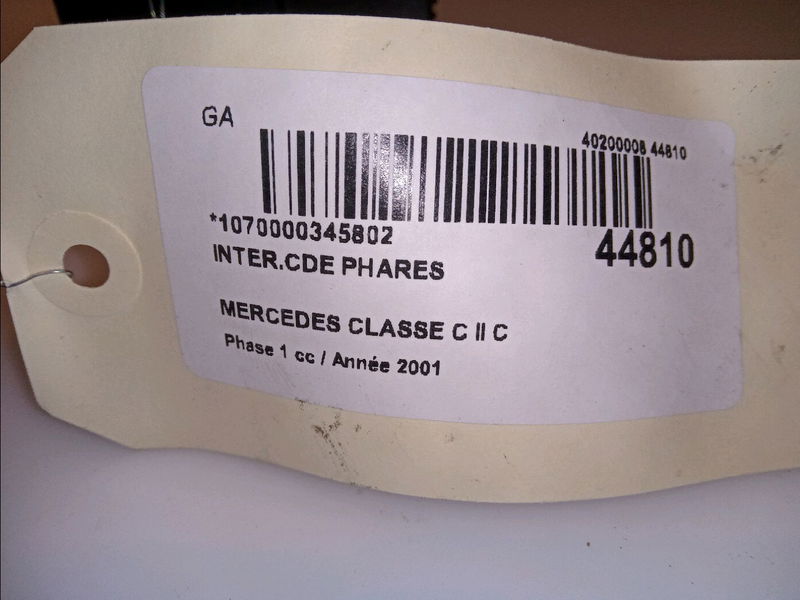 GA
40200008 44810
*1070000345802
44810
INTER.CDE PHARES
MERCEDES CLASSE C II C
Phase 1 cc / Année 2001